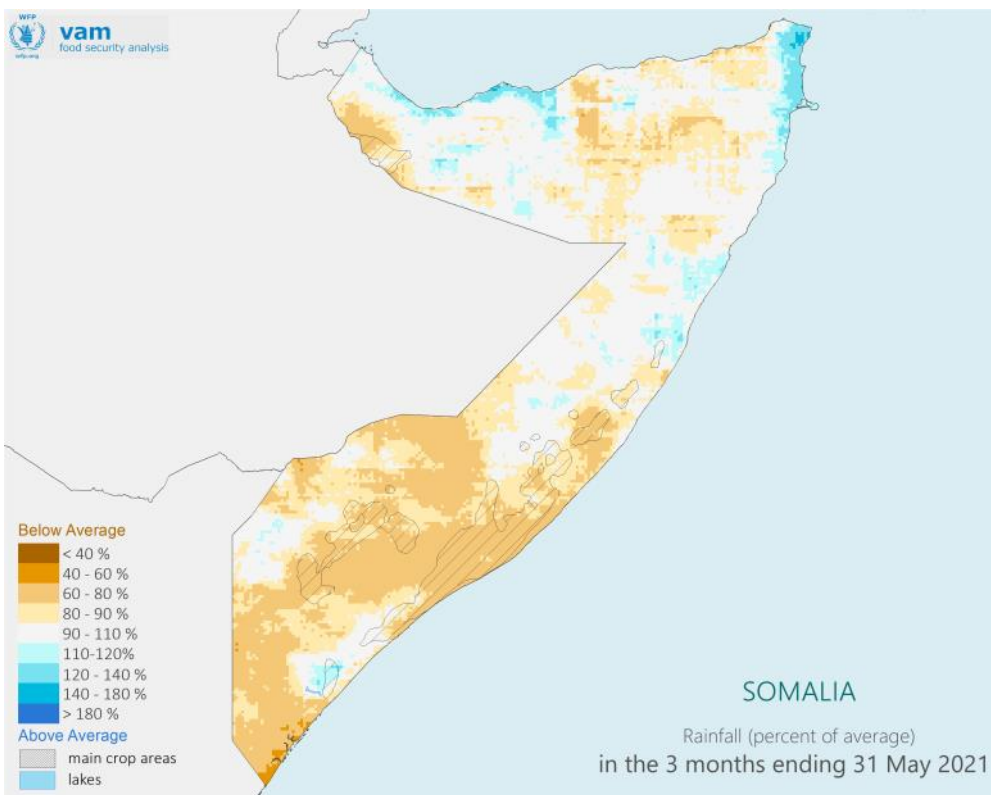 WFP
wfp.org
vam
food security analysis
Below Average
< 40 %
40 - 60 %
60 - 80 %
80 - 90 %
90 - 110 %
110-120%
120 - 140 %
140 - 180 %
> 180 %
Above Average
main crop areas
lakes
SOMALIA
Rainfall (percent of average)
in the 3 months ending 31 May 2021